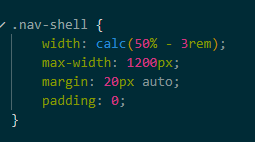 .nav-shell {
width: calc(50% - 3rem);
max-width: 1200px;
margin: 20px auto;
padding: 0;
}